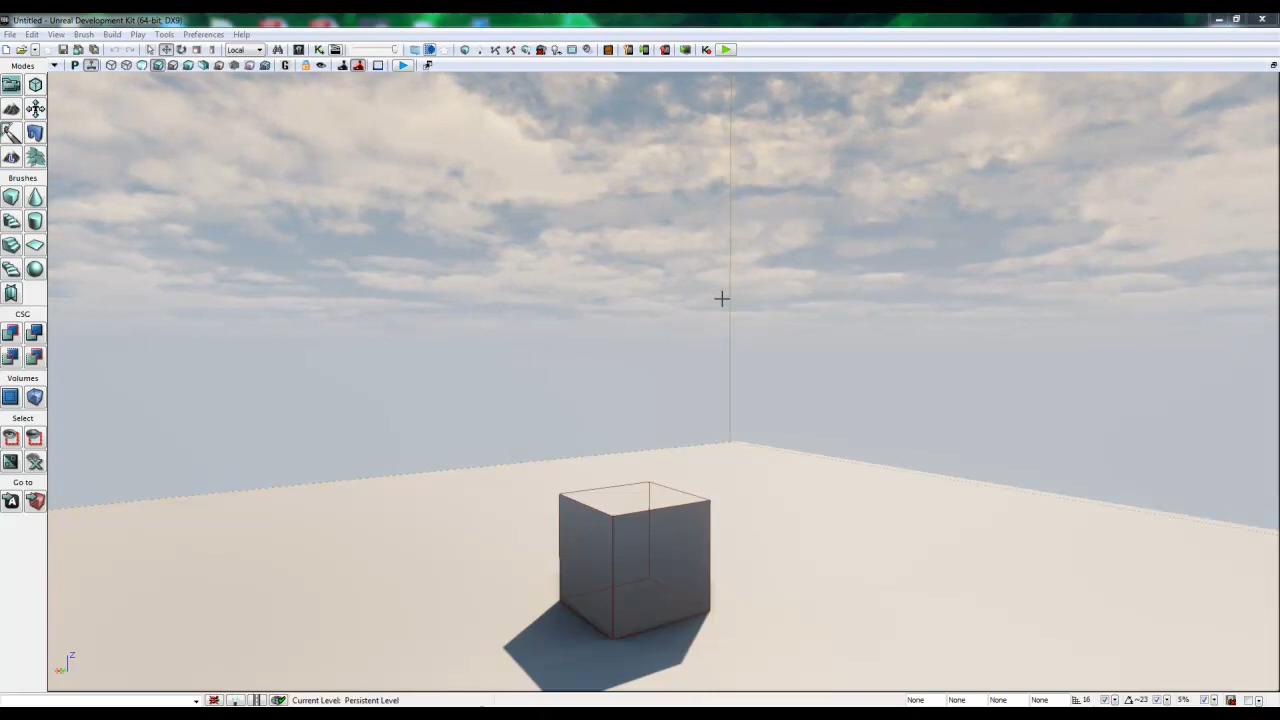 Untitled - Unreal Development Kit (64-bit, DX9)
File Edit View Brush Build Play Tools Preferences Help
Local
Modes
P
G
Brushes
CSG
Volumes
Select
Go to
Z
Current Level: Persistent Level
None None None None 16 ~23 5%